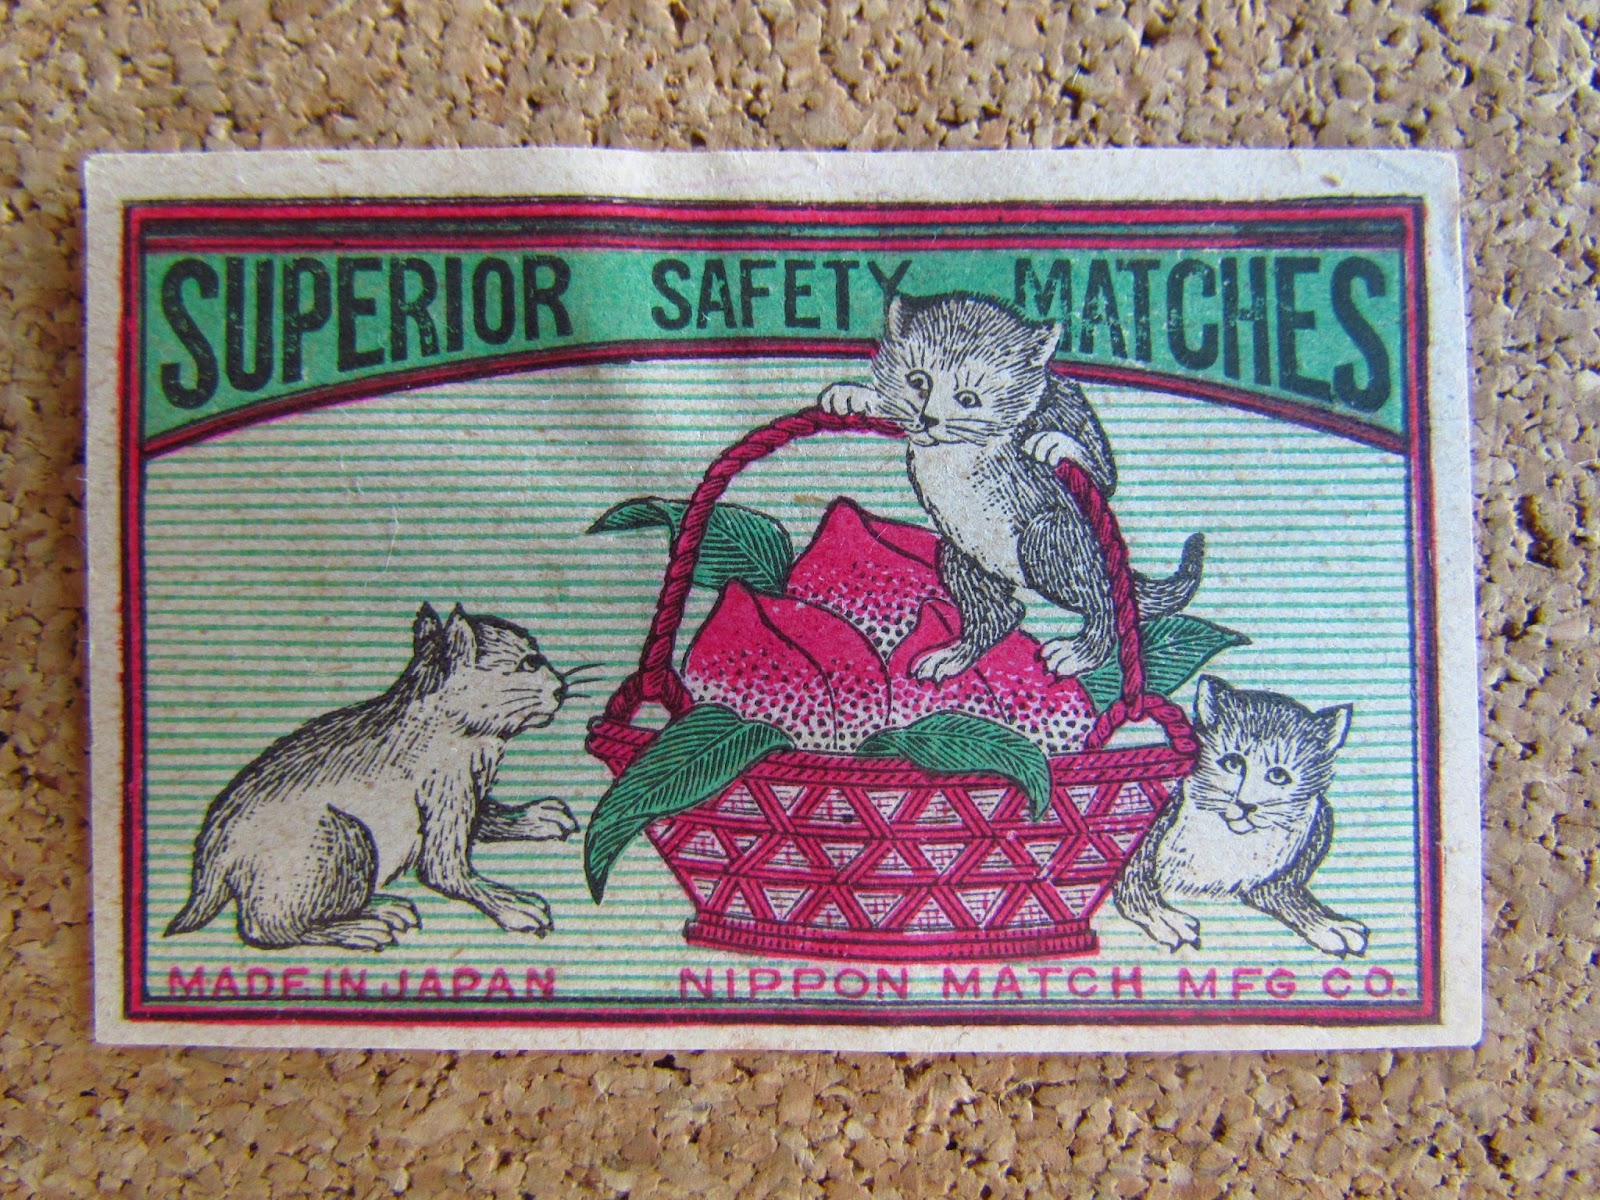 SUPERIOR SAFETY MATCHES
MADE IN JAPAN NIPPON MATCH MFG CO.